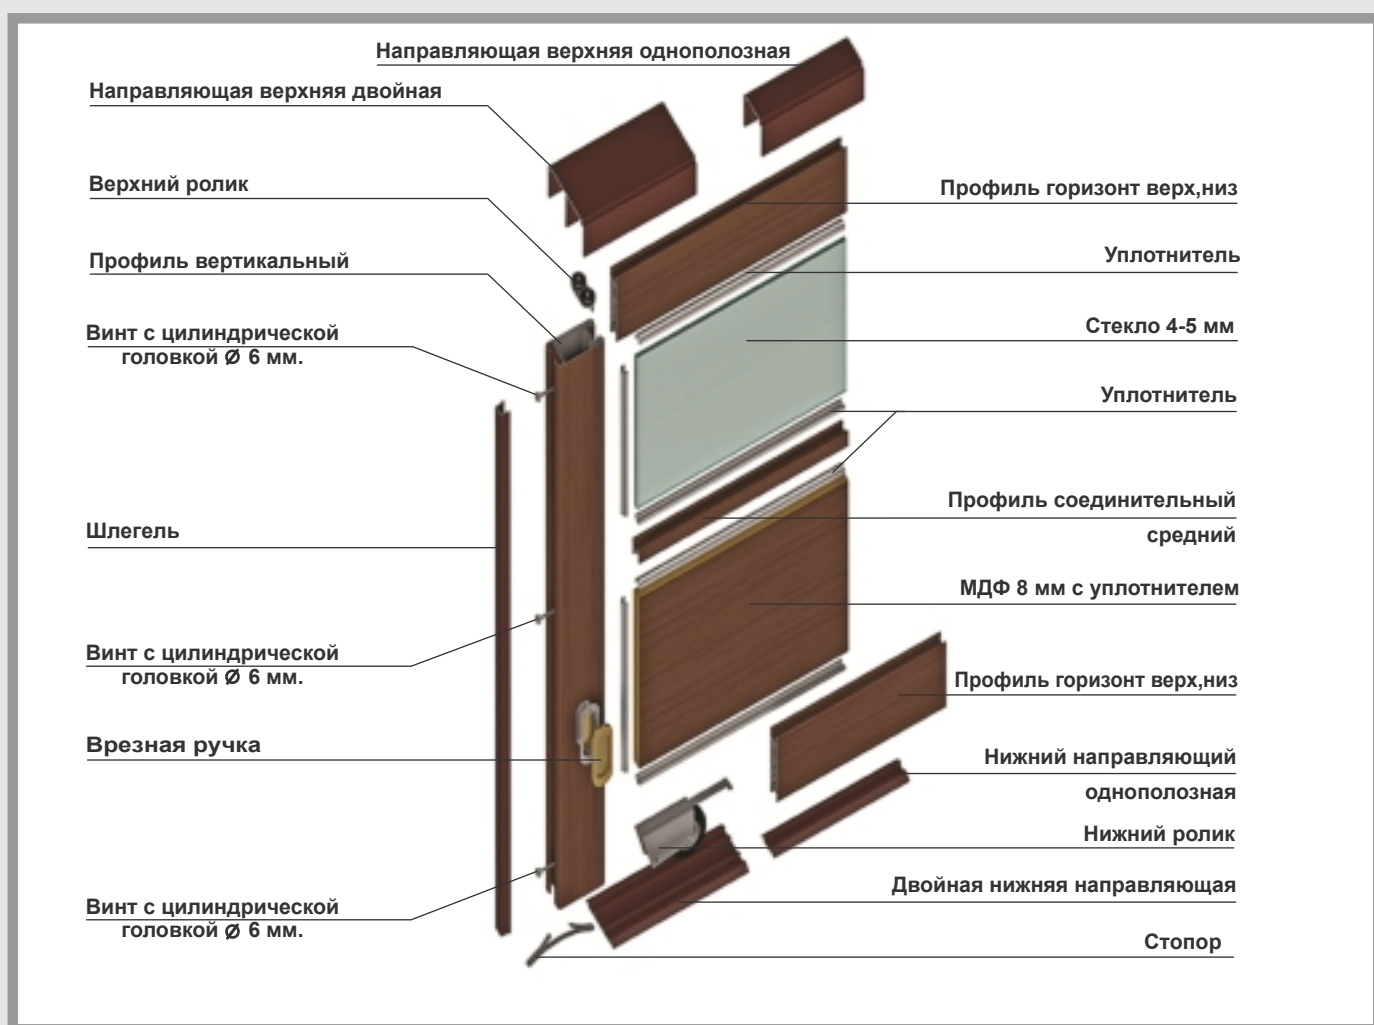 Направляющая верхняя однополозная
Направляющая верхняя двойная
Верхний ролик
Профиль вертикальный
Винт с цилиндрической
головкой Ø 6 мм.
Шлегель
Винт с цилиндрической
головкой Ø 6 мм.
Врезная ручка
Винт с цилиндрической
головкой Ø 6 мм.
Профиль горизонт верх,низ
Уплотнитель
Стекло 4-5 мм
Уплотнитель
Профиль соединительный
средний
МДФ 8 мм с уплотнителем
Профиль горизонт верх,низ
Нижний направляющий
однополозная
Нижний ролик
Двойная нижняя направляющая
Стопор